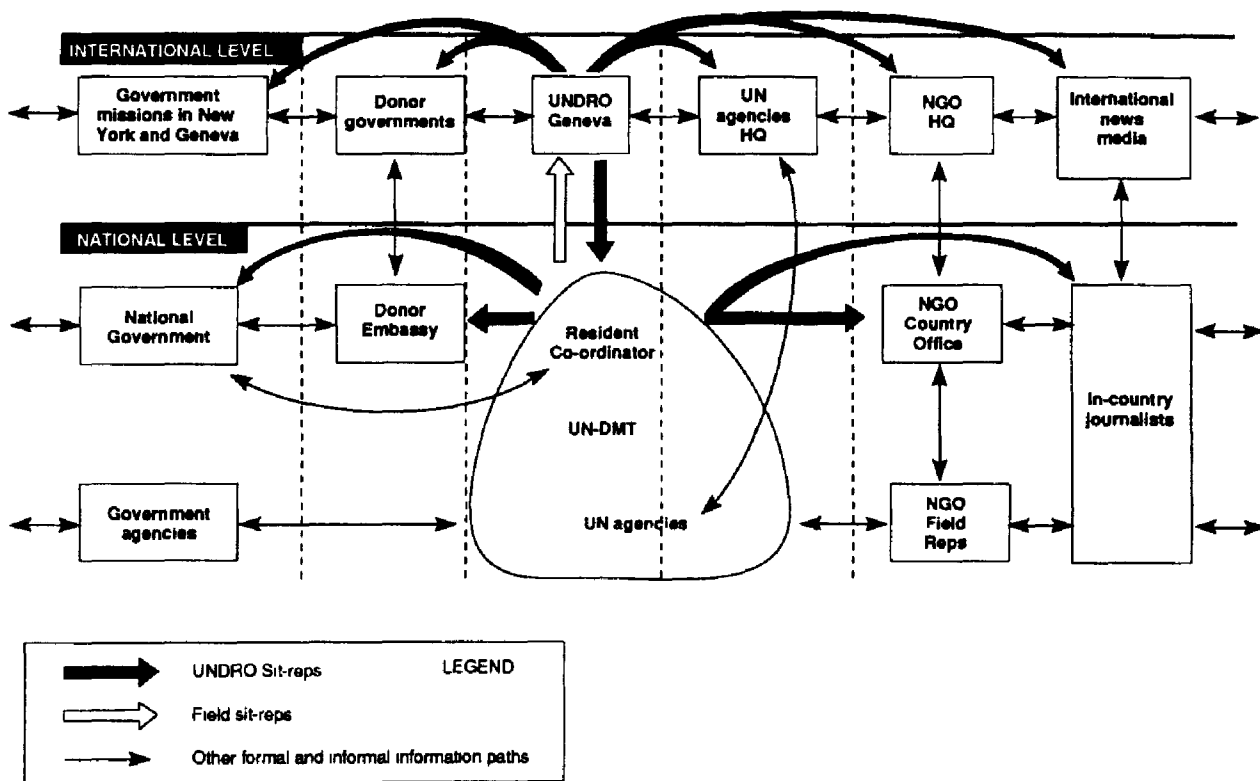 INTERNATIONAL LEVEL
Government
missions in New
York and Geneva
Donor
governments
UNDRO
Geneva
UN
agencies
HQ
NGO
HQ
International
news
media
NATIONAL LEVEL
National
Government
Donor
Embassy
Resident
Co-ordinator
NGO
Country
Office
In-country
journalists
UN-DMT
Government
agencies
UN agencies
NGO
Field
Reps
LEGEND
UNDRO Sit-reps
Field sit-reps
Other formal and informal information paths